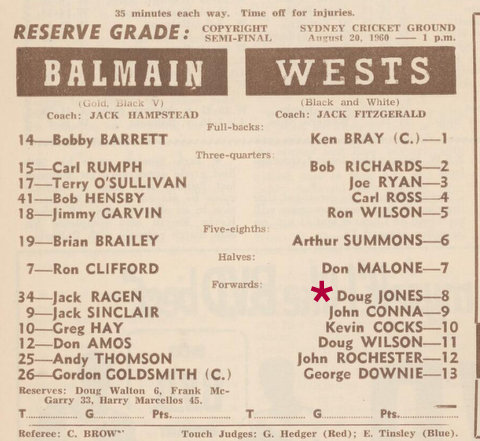 35 minutes each way. Time off for injuries.
RESERVE GRADE: COPYRIGHT SEMI-FINAL SYDNEY CRICKET GROUND August 20, 1960 — 1 p.m.
BALMAIN WESTS
(Gold, Black V) (Black and White)
Coach: JACK HAMPSTEAD Coach: JACK FITZGERALD
Full-backs:
14—Bobby BARRETT Ken BRAY (C.)—1
Three-quarters:
15—Carl RUMPH Bob RICHARDS—2
17—Terry O'SULLIVAN Joe RYAN—3
41—Bob HENSBY Carl ROSS—4
18—Jimmy GARVIN Ron WILSON—5
Five-eighths:
19—Brian BRAILEY Arthur SUMMONS—6
Halves:
7—Ron CLIFFORD Don MALONE—7
Forwards:
34—Jack RAGEN * Doug JONES—8
9—Jack SINCLAIR John CONNA—9
10—Greg HAY Kevin COCKS—10
12—Don AMOS Doug WILSON—11
25—Andy THOMSON John ROCHESTER—12
26—Gordon GOLDSMITH (C.) George DOWNIE—13
Reserves: Doug Walton 6, Frank Mc-
Garry 33, Harry Marcellos 45.
T............ G............ Pts............ T............ G............ Pts............
Referee: C. BROW Touch Judges: G. Hedger (Red); E. Tinsley (Blue).